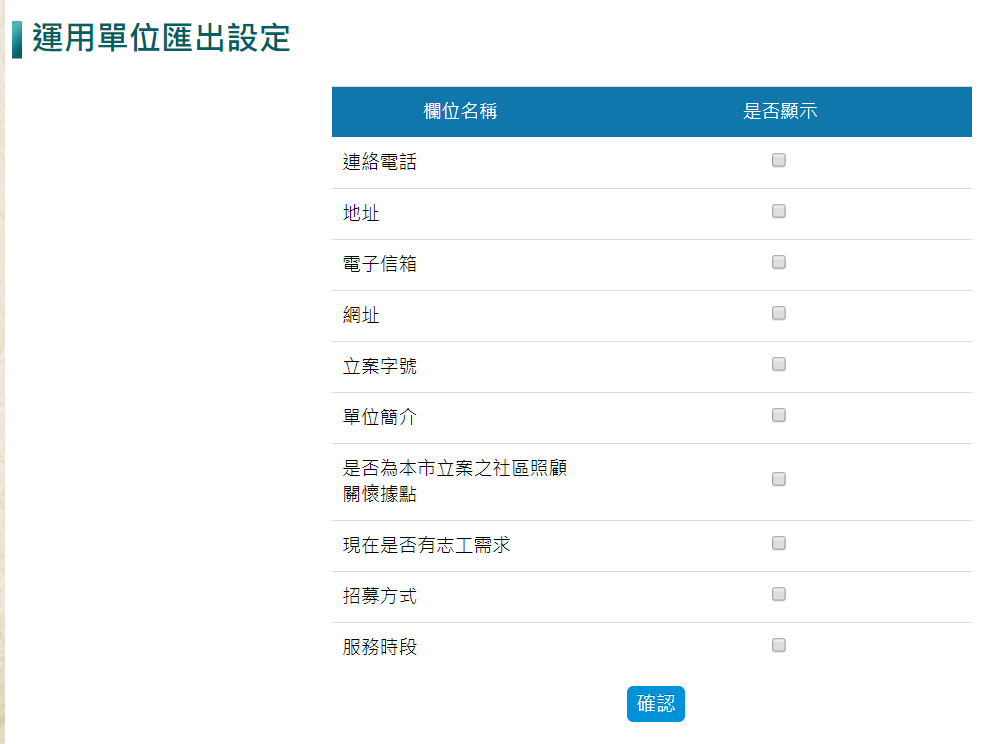 運用單位匯出設定
欄位名稱 是否顯示
連絡電話
地址
電子信箱
網址
立案字號
單位簡介
是否為本市立案之社區照顧
關懷據點
現在是否有志工需求
招募方式
服務時段
確認